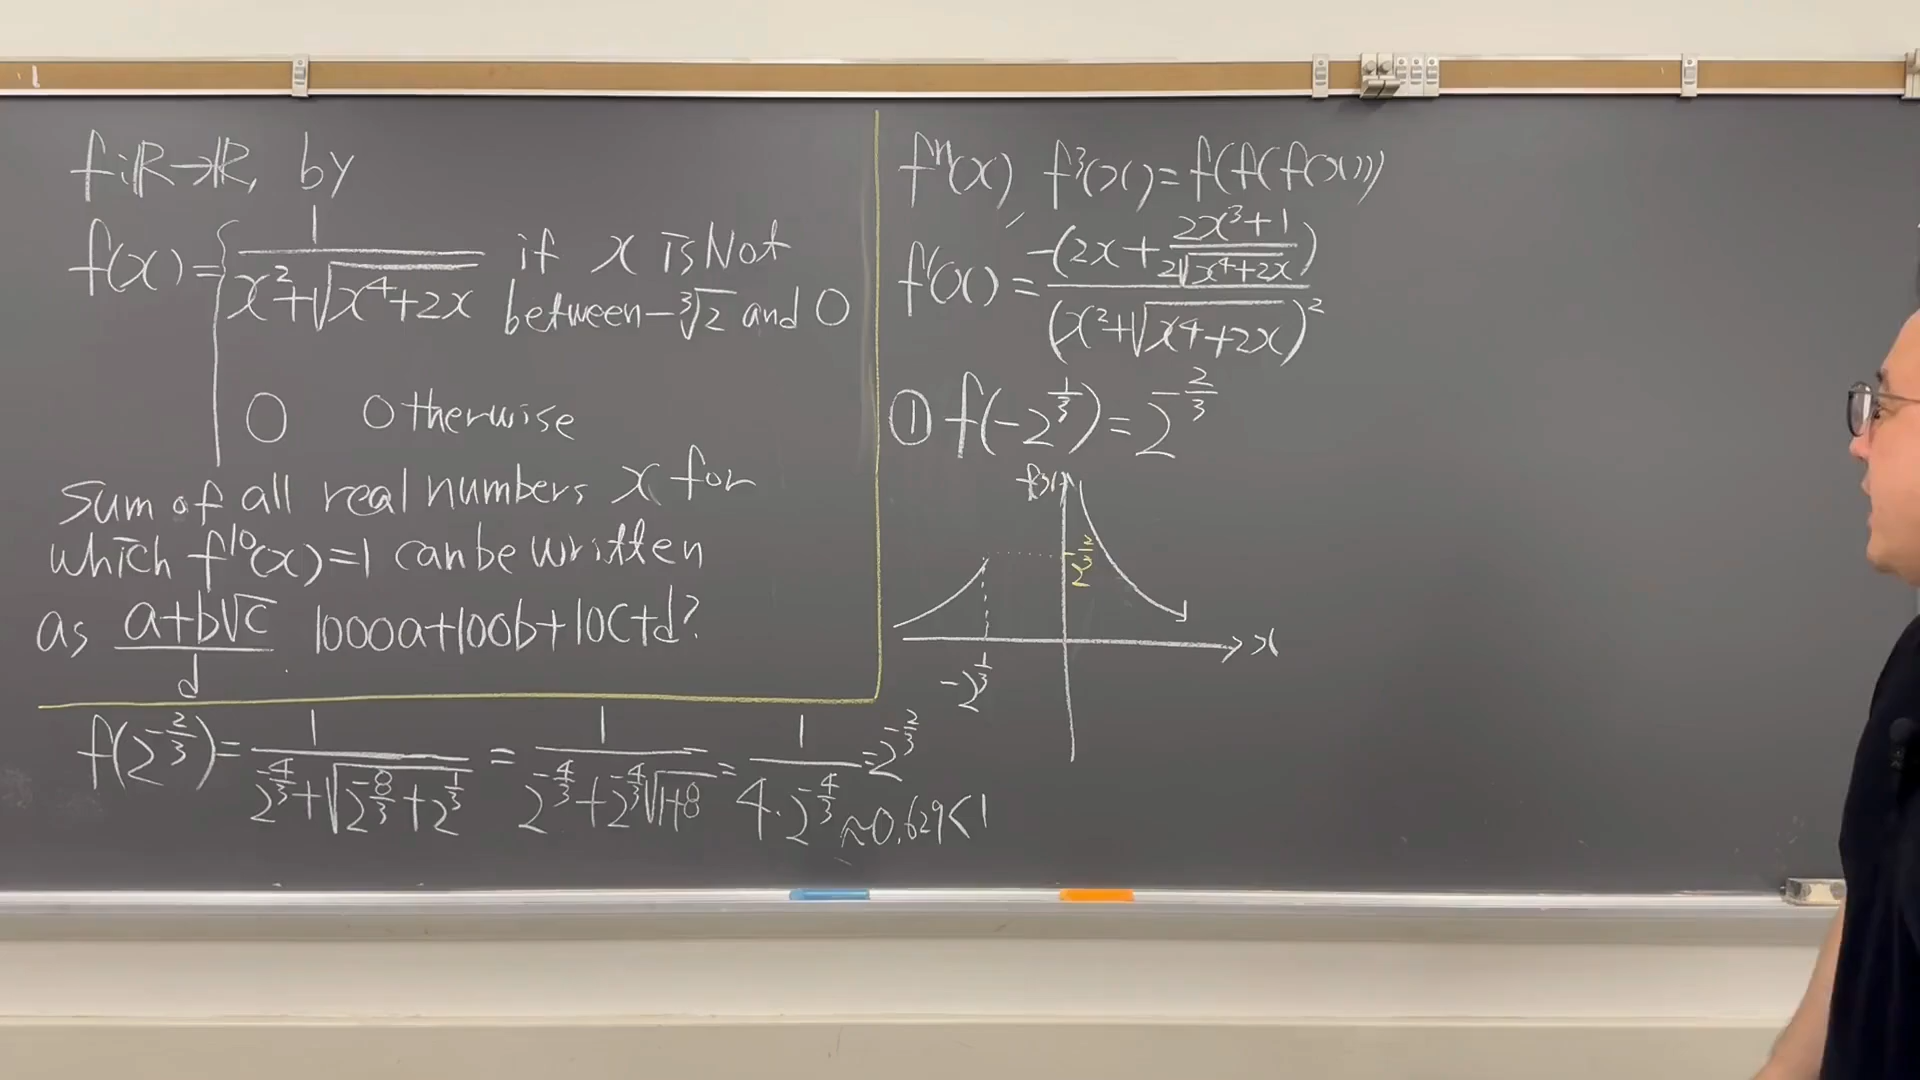 f:ℝ→ℝ, by
f(x)={ 1/(x²+√(x⁴+2x)) if x is Not between -³√2 and 0
0 otherwise
Sum of all real numbers x for
which f¹⁰(x)=1 can be written
as (a+b√c)/d 1000a+100b+10c+d?
f(2^(-2/3))= 1/(2^(-4/3)+√(2^(-8/3)+2^(1/3))) = 1/(2^(-4/3)+2^(-4/3)√(1+8)) = 1/(4·2^(-4/3)) =2^(-2/3)
≈0.629<1
fⁿ(x), f³(x)=f(f(f(x)))
f'(x)= -(2x+(2x³+1)/(2√(x⁴+2x)))/(x²+√(x⁴+2x))²
① f(-2^(1/3))=2^(-2/3)
f(x)
x
-2^(1/3)